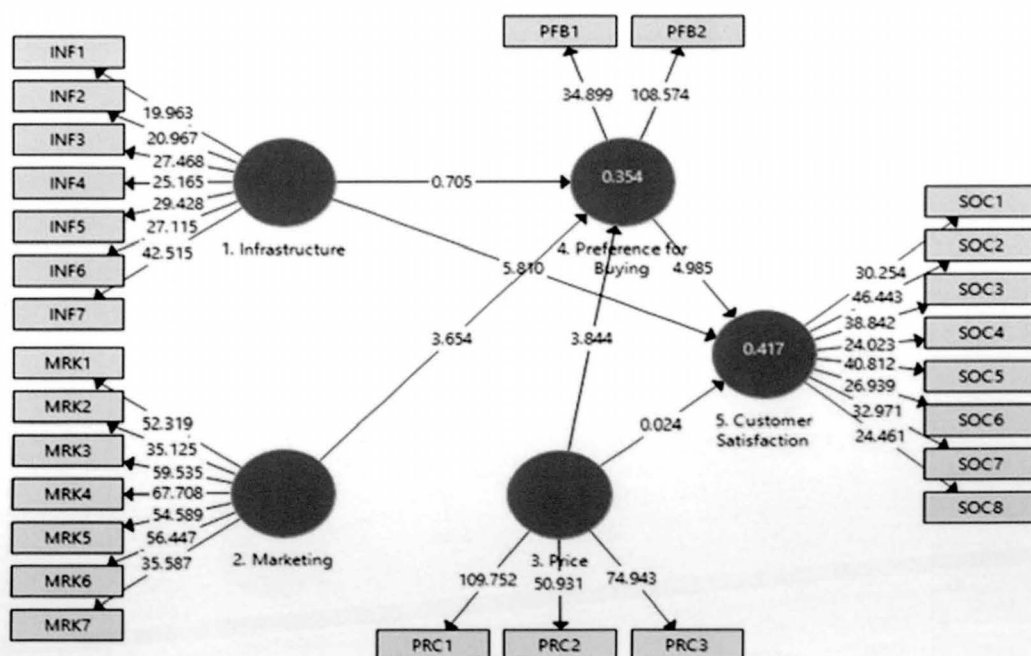 PFB1
PFB2
INF1
INF2
INF3
INF4
INF5
INF6
INF7
34.899
108.574
19.963
20.967
27.468
25.165
29.428
27.115
42.515
0.705
0.354
1. Infrastructure
4. Preference for
Buying
5.810
4.985
3.654
3.844
0.417
5. Customer
Satisfaction
0.024
SOC1
SOC2
SOC3
SOC4
SOC5
SOC6
SOC7
SOC8
30.254
46.443
38.842
24.023
40.812
26.939
32.971
24.461
MRK1
MRK2
MRK3
MRK4
MRK5
MRK6
MRK7
52.319
35.125
59.535
67.708
54.589
56.447
35.587
2. Marketing
3. Price
109.752
50.931
74.943
PRC1
PRC2
PRC3